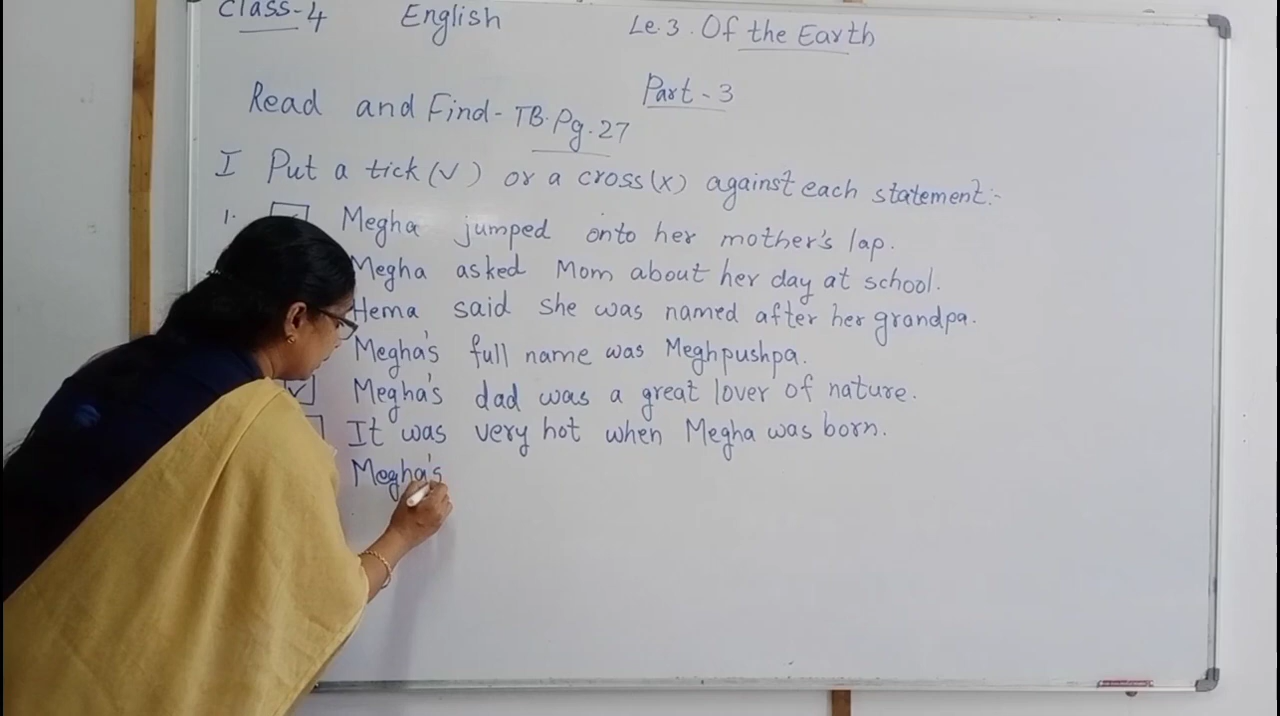 Class-4 English Le.3. Of the Earth
Part-3
Read and Find- TB.Pg.27
I Put a tick (✓) or a cross (x) against each statement:-
1. Megha jumped onto her mother's lap.
Megha asked Mom about her day at school.
Hema said she was named after her grandpa.
Megha's full name was Meghpushpa.
✓ Megha's dad was a great lover of nature.
It was very hot when Megha was born.
Megha's